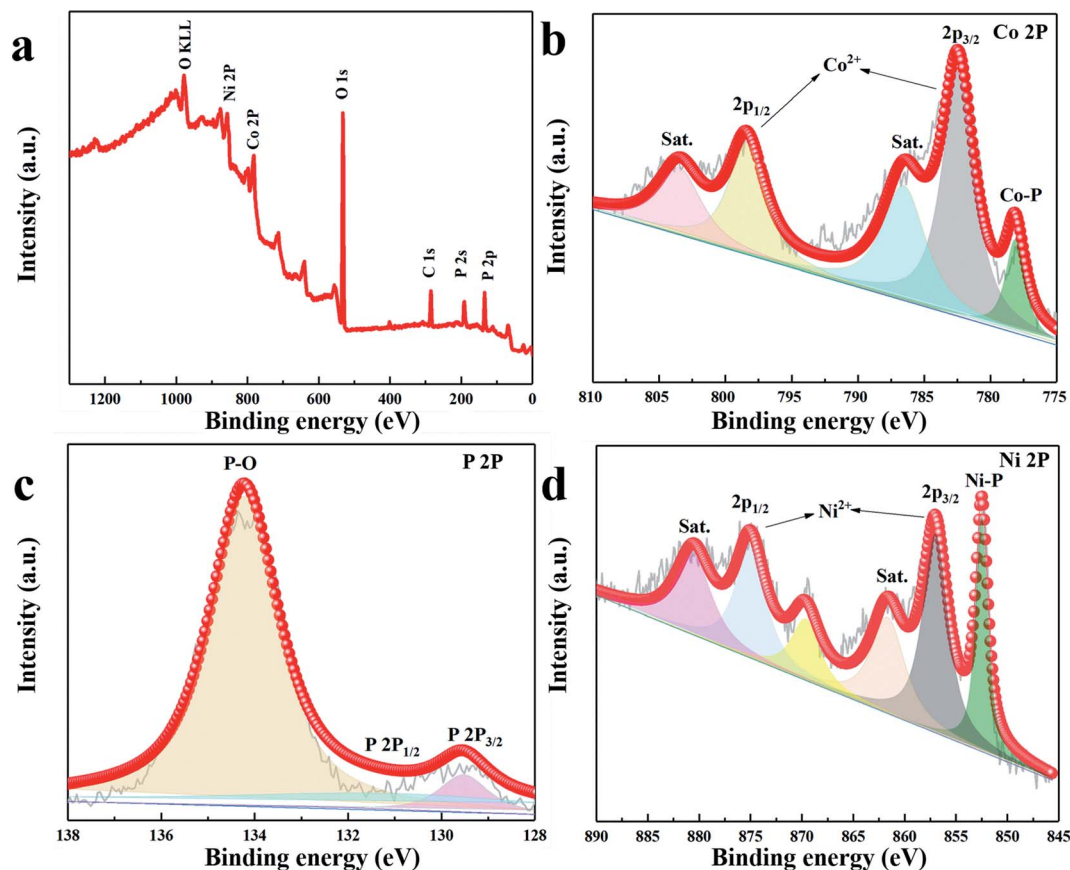 a
O KLL
Ni 2P
Co 2P
O 1s
C 1s
P 2s
P 2p
Intensity (a.u.)
1200 1000 800 600 400 200 0
Binding energy (eV)
b
Co 2P
2p3/2
Co2+
2p1/2
Sat.
Sat.
Co-P
Intensity (a.u.)
810 805 800 795 790 785 780 775
Binding energy (eV)
c
P-O
P 2P
P 2P1/2
P 2P3/2
Intensity (a.u.)
138 136 134 132 130 128
Binding energy (eV)
d
Ni 2P
Ni-P
2p3/2
2p1/2
Ni2+
Sat.
Sat.
Intensity (a.u.)
890 885 880 875 870 865 860 855 850 845
Binding energy (eV)